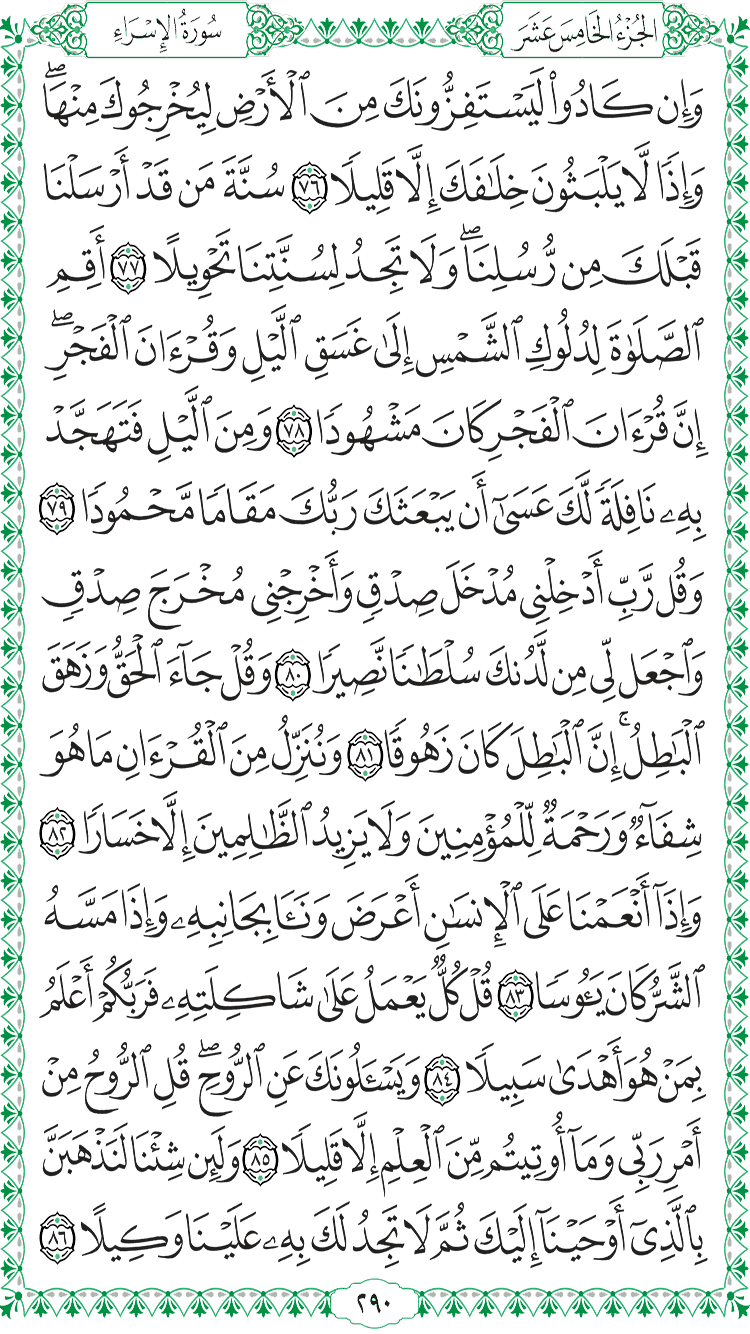 الجُزْءُ الخَامِسَ عَشَرَ
سُورَةُ الإِسْرَاءِ
وَإِن كَادُواْ لَيَسْتَفِزُّونَكَ مِنَ ٱلْأَرْضِ لِيُخْرِجُوكَ مِنْهَاۖ
وَإِذٗا لَّا يَلْبَثُونَ خِلَٰفَكَ إِلَّا قَلِيلٗا ٧٦ سُنَّةَ مَن قَدْ أَرْسَلْنَا
قَبْلَكَ مِن رُّسُلِنَاۖ وَلَا تَجِدُ لِسُنَّتِنَا تَحْوِيلًا ٧٧ أَقِمِ
ٱلصَّلَوٰةَ لِدُلُوكِ ٱلشَّمْسِ إِلَىٰ غَسَقِ ٱلَّيْلِ وَقُرْءَانَ ٱلْفَجْرِۖ
إِنَّ قُرْءَانَ ٱلْفَجْرِ كَانَ مَشْهُودٗا ٧٨ وَمِنَ ٱلَّيْلِ فَتَهَجَّدْ
بِهِۦ نَافِلَةٗ لَّكَ عَسَىٰٓ أَن يَبْعَثَكَ رَبُّكَ مَقَامٗا مَّحْمُودٗا ٧٩
وَقُل رَّبِّ أَدْخِلْنِي مُدْخَلَ صِدْقٖ وَأَخْرِجْنِي مُخْرَجَ صِدْقٖ
وَٱجْعَل لِّي مِن لَّدُنكَ سُلْطَٰنٗا نَّصِيرٗا ٨٠ وَقُلْ جَآءَ ٱلْحَقُّ وَزَهَقَ
ٱلْبَٰطِلُۚ إِنَّ ٱلْبَٰطِلَ كَانَ زَهُوقٗا ٨١ وَنُنَزِّلُ مِنَ ٱلْقُرْءَانِ مَا هُوَ
شِفَآءٞ وَرَحْمَةٞ لِّلْمُؤْمِنِينَ وَلَا يَزِيدُ ٱلظَّٰلِمِينَ إِلَّا خَسَارٗا ٨٢
وَإِذَآ أَنْعَمْنَا عَلَى ٱلْإِنسَٰنِ أَعْرَضَ وَنَـَٔا بِجَانِبِهِۦ وَإِذَا مَسَّهُ
ٱلشَّرُّ كَانَ يَـُٔوسٗا ٨٣ قُلْ كُلّٞ يَعْمَلُ عَلَىٰ شَاكِلَتِهِۦ فَرَبُّكُمْ أَعْلَمُ
بِمَنْ هُوَ أَهْدَىٰ سَبِيلٗا ٨٤ وَيَسْـَٔلُونَكَ عَنِ ٱلرُّوحِۖ قُلِ ٱلرُّوحُ مِنْ
أَمْرِ رَبِّي وَمَآ أُوتِيتُم مِّنَ ٱلْعِلْمِ إِلَّا قَلِيلٗا ٨٥ وَلَئِن شِئْنَا لَنَذْهَبَنَّ
بِٱلَّذِيٓ أَوْحَيْنَآ إِلَيْكَ ثُمَّ لَا تَجِدُ لَكَ بِهِۦ عَلَيْنَا وَكِيلًا ٨٦
٢٩٠